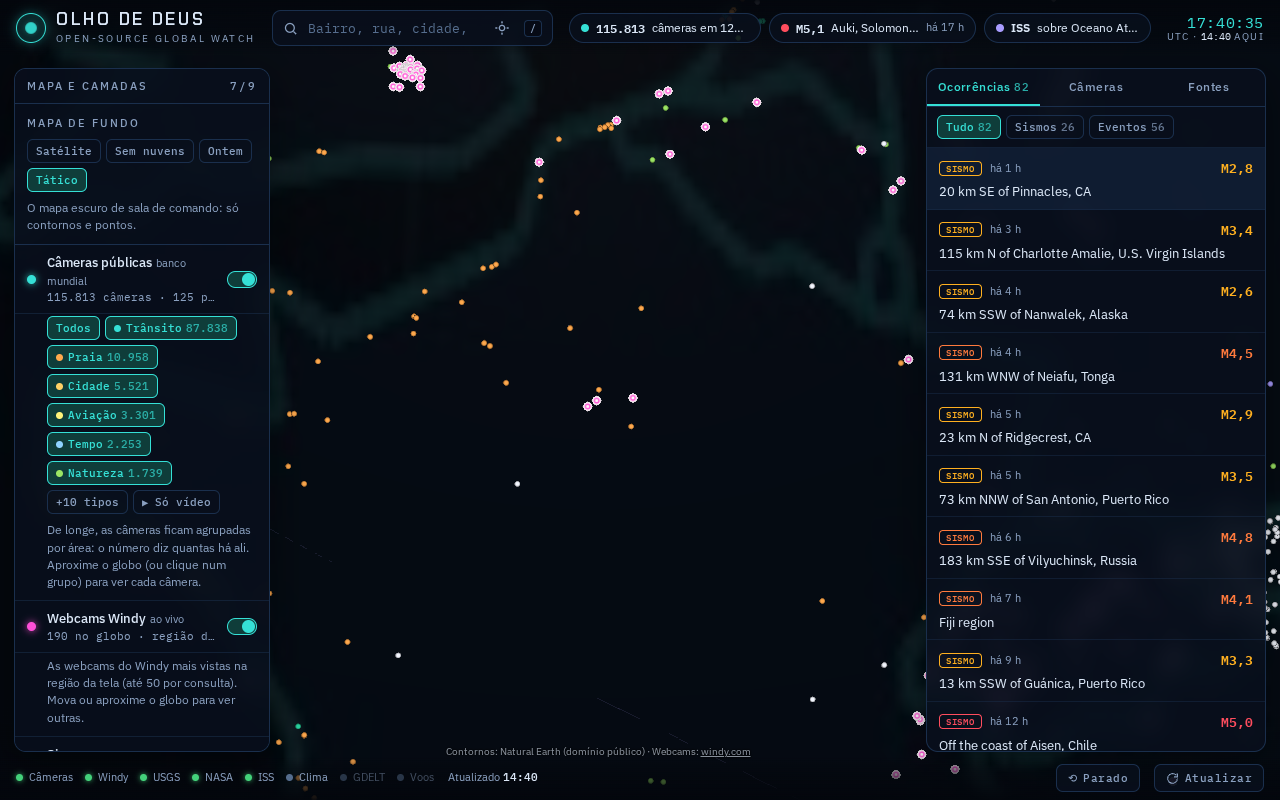 OLHO DE DEUS
OPEN-SOURCE GLOBAL WATCH
Bairro, rua, cidade,
/
115.813 câmeras em 12…
M5,1 Auki, Solomon… há 17 h
ISS sobre Oceano At…
17:40:35
UTC · 14:40 AQUI
MAPA E CAMADAS 7/9
MAPA DE FUNDO
Satélite
Sem nuvens
Ontem
Tático
O mapa escuro de sala de comando: só
contornos e pontos.
Câmeras públicas banco
mundial
115.813 câmeras · 125 p…
Todos
Trânsito 87.838
Praia 10.958
Cidade 5.521
Aviação 3.301
Tempo 2.253
Natureza 1.739
+10 tipos
▶ Só vídeo
De longe, as câmeras ficam agrupadas
por área: o número diz quantas há ali.
Aproxime o globo (ou clique num
grupo) para ver cada câmera.
Webcams Windy ao vivo
190 no globo · região d…
As webcams do Windy mais vistas na
região da tela (até 50 por consulta).
Mova ou aproxime o globo para ver
outras.
Ocorrências 82
Câmeras
Fontes
Tudo 82
Sismos 26
Eventos 56
SISMO há 1 h M2,8
20 km SE of Pinnacles, CA
SISMO há 3 h M3,4
115 km N of Charlotte Amalie, U.S. Virgin Islands
SISMO há 4 h M2,6
74 km SSW of Nanwalek, Alaska
SISMO há 4 h M4,5
131 km WNW of Neiafu, Tonga
SISMO há 5 h M2,9
23 km N of Ridgecrest, CA
SISMO há 5 h M3,5
73 km NNW of San Antonio, Puerto Rico
SISMO há 6 h M4,8
183 km SSE of Vilyuchinsk, Russia
SISMO há 7 h M4,1
Fiji region
SISMO há 9 h M3,3
13 km SSW of Guánica, Puerto Rico
SISMO há 12 h M5,0
Off the coast of Aisen, Chile
Contornos: Natural Earth (domínio público) · Webcams: windy.com
Câmeras
Windy
USGS
NASA
ISS
Clima
GDELT
Voos
Atualizado 14:40
Parado
Atualizar